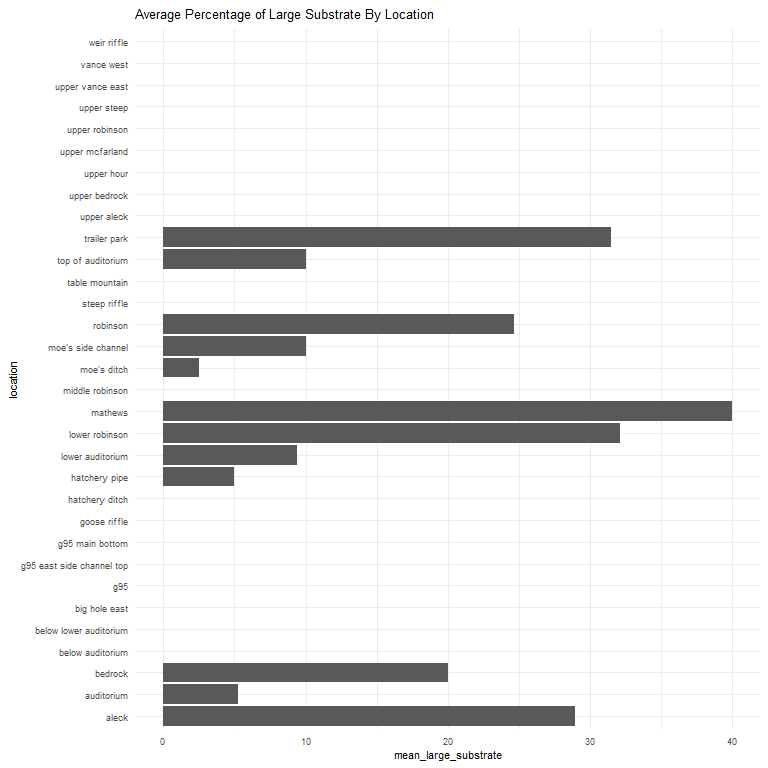 Average Percentage of Large Substrate By Location
weir riffle
vance west
upper vance east
upper steep
upper robinson
upper mcfarland
upper hour
upper bedrock
upper aleck
trailer park
top of auditorium
table mountain
steep riffle
robinson
moe's side channel
moe's ditch
middle robinson
mathews
lower robinson
lower auditorium
hatchery pipe
hatchery ditch
goose riffle
g95 main bottom
g95 east side channel top
g95
big hole east
below lower auditorium
below auditorium
bedrock
auditorium
aleck
location
0 10 20 30 40
mean_large_substrate